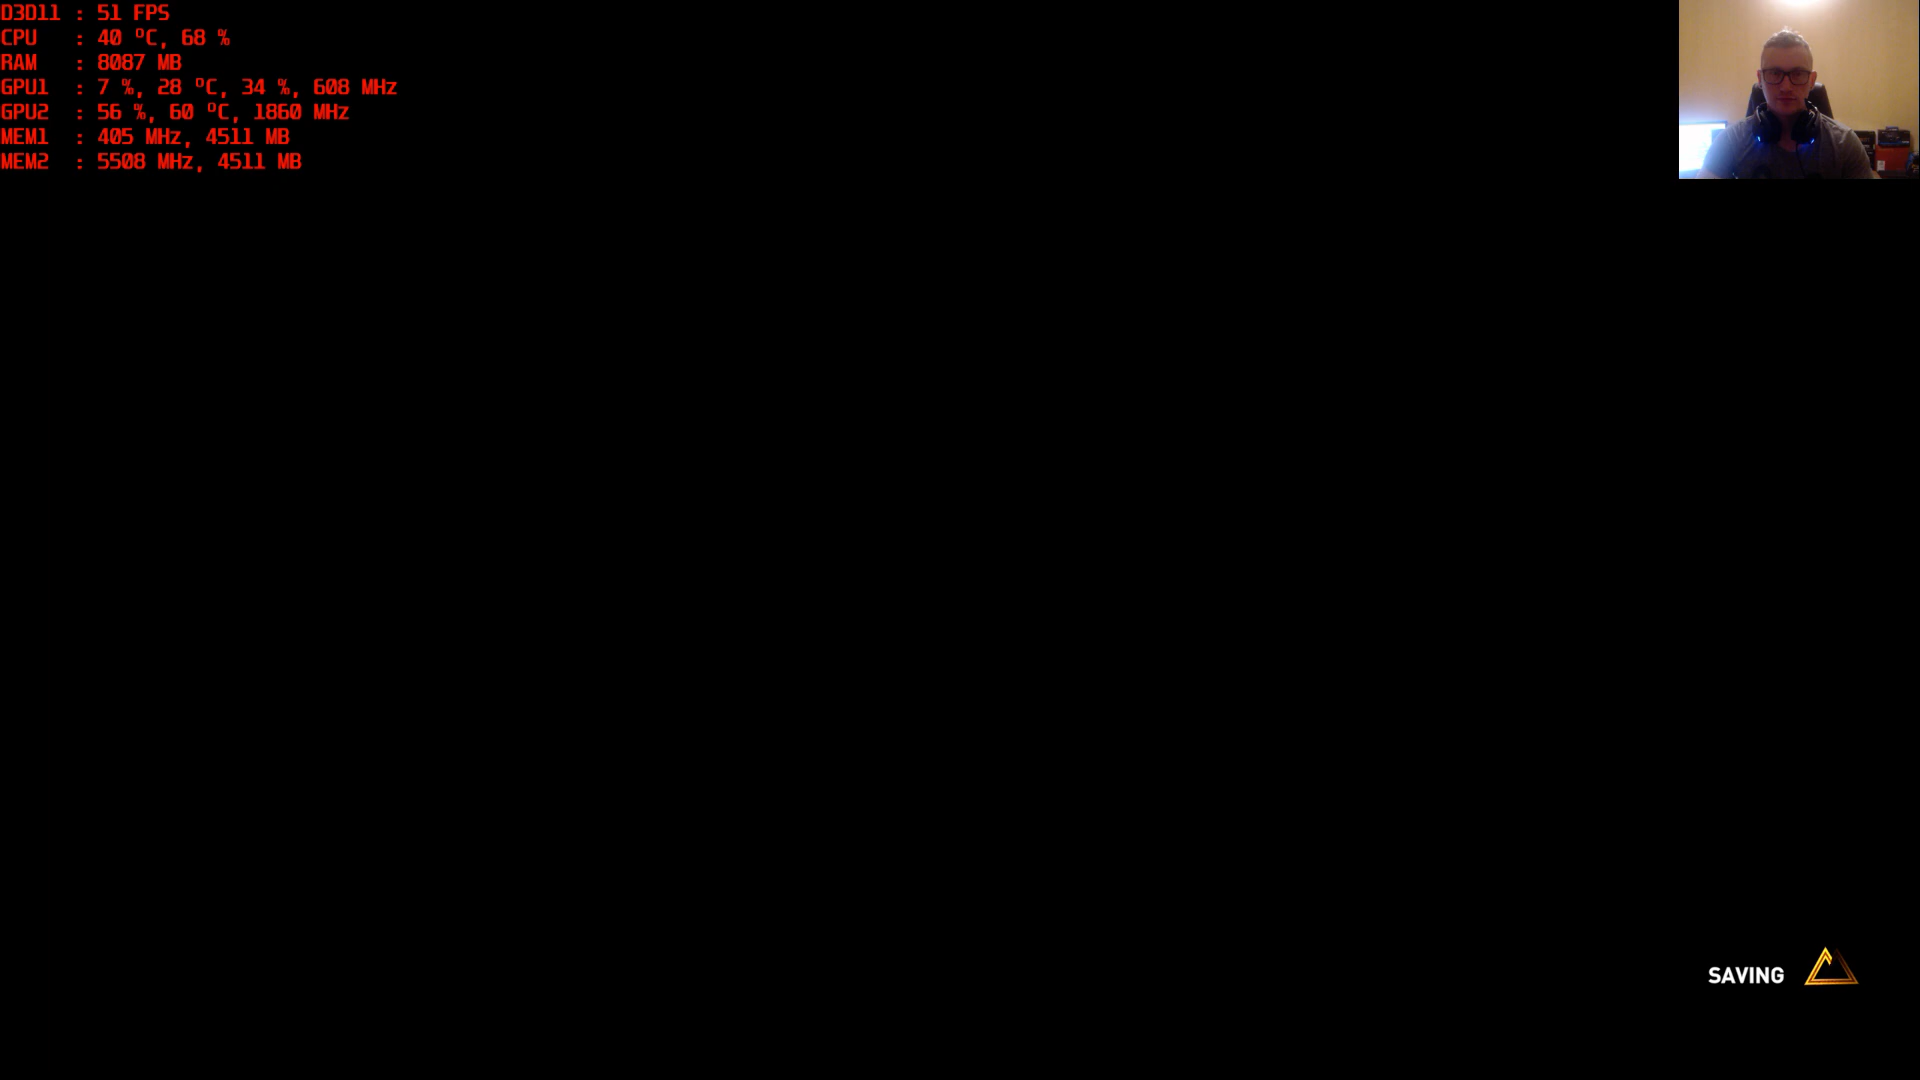 D3D11 : 51 FPS
CPU : 40 °C, 68 %
RAM : 8087 MB
GPU1 : 7 %, 28 °C, 34 %, 608 MHz
GPU2 : 56 %, 60 °C, 1860 MHz
MEM1 : 405 MHz, 4511 MB
MEM2 : 5508 MHz, 4511 MB
SAVING